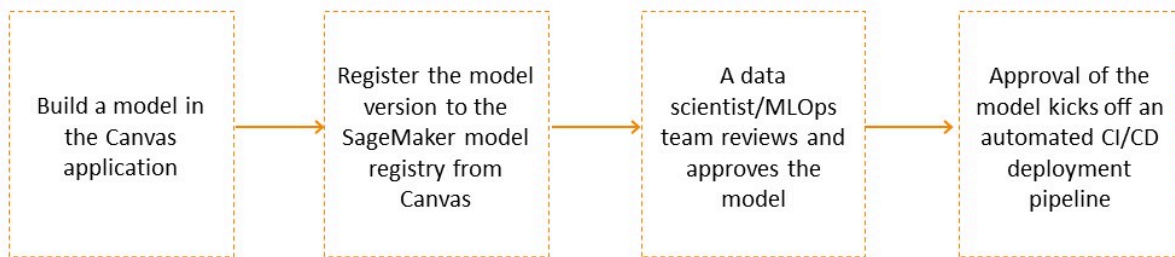 Build a model in
the Canvas
application
Register the model
version to the
SageMaker model
registry from
Canvas
A data
scientist/MLOps
team reviews and
approves the
model
Approval of the
model kicks off an
automated CI/CD
deployment
pipeline